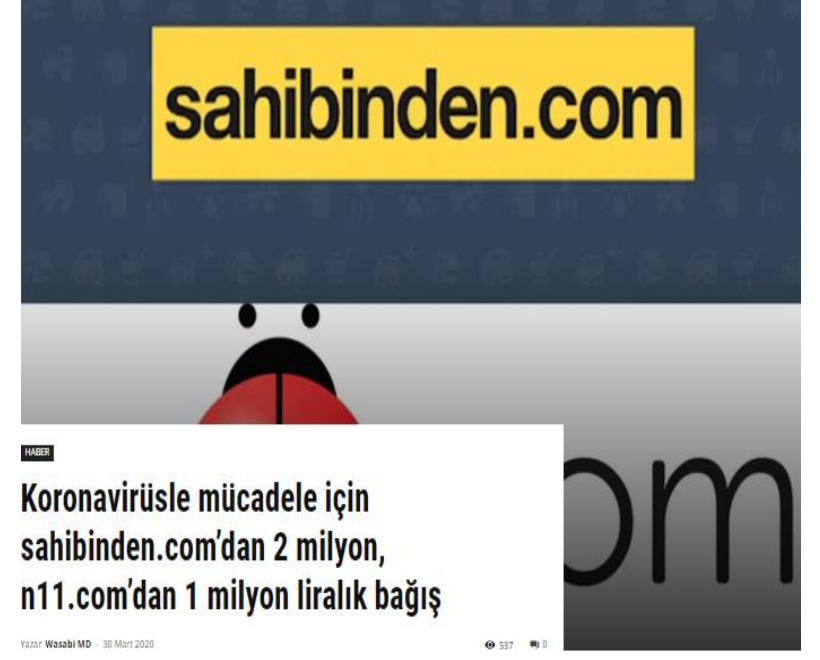 sahibinden.com
om
HABER
Koronavirüsle mücadele için
sahibinden.com’dan 2 milyon,
n11.com’dan 1 milyon liralık bağış
Yazar Wasabi MD - 30 Mart 2020 537 0